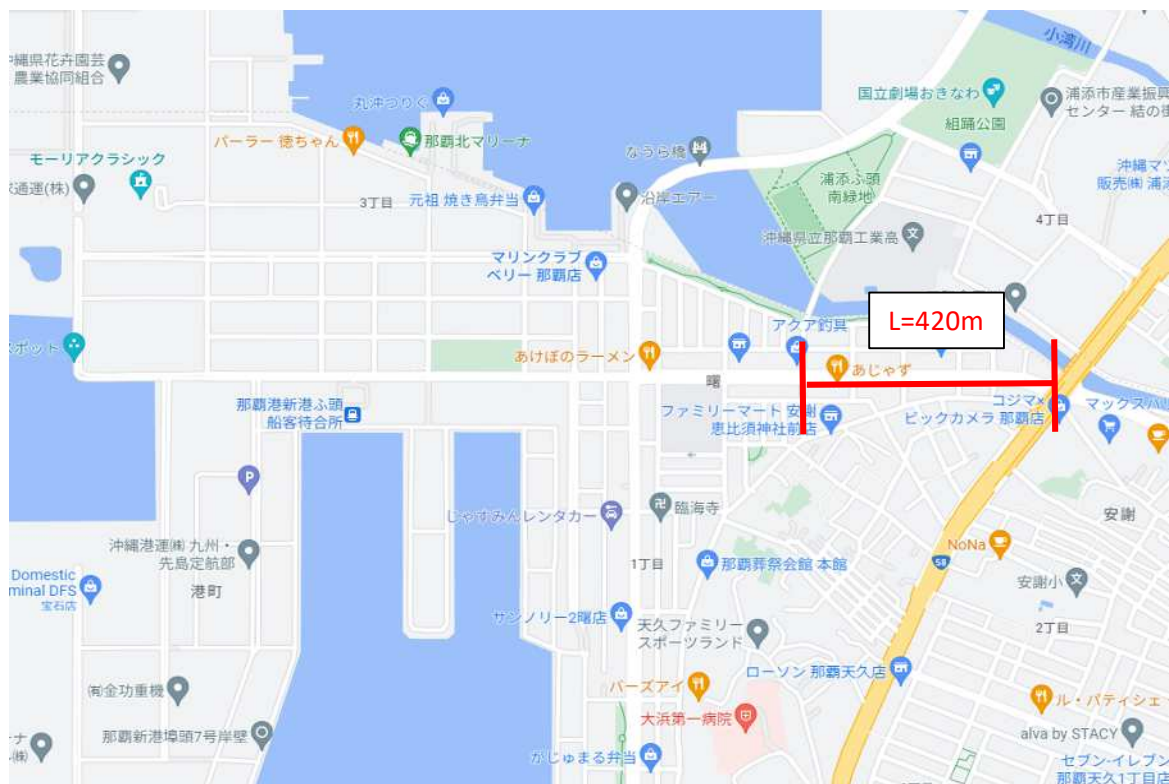 沖縄県花卉園芸
農業協同組合
小湾川
丸沖つりぐ
国立劇場おきなわ
浦添市産業振興
センター 結の街
パーラー 徳ちゃん
那覇北マリーナ
組踊公園
なうら橋
モーリアクラシック
沖縄マツ
販売㈱ 浦添
通運(株)
3丁目
元祖 焼き鳥弁当
沿岸エアー
浦添ふ頭
南緑地
4丁目
沖縄県立那覇工業高
マリンクラブ
ベリー 那覇店
L=420m
アクア釣具
スポット
あけぼのラーメン
あじゃず
曙
那覇港新港ふ頭
船客待合所
ファミリーマート 安謝
恵比須神社前店
コジマ×
ビックカメラ 那覇店
マックスバリ
P
じゃすみんレンタカー
臨海寺
安謝
沖縄港運㈱ 九州・
先島定航部
NoNa
58
1丁目
那覇葬祭会館 本館
Domestic
minal DFS
宝石店
港町
安謝小
サンノリー2曙店
天久ファミリー
スポーツランド
2丁目
ローソン 那覇天久店
㈲金功重機
バーズアイ
ル・パティシェ
大浜第一病院
那覇新港埠頭7号岸壁
alva by STACY
がじゅまる弁当
セブン-イレブン
那覇天久1丁目店